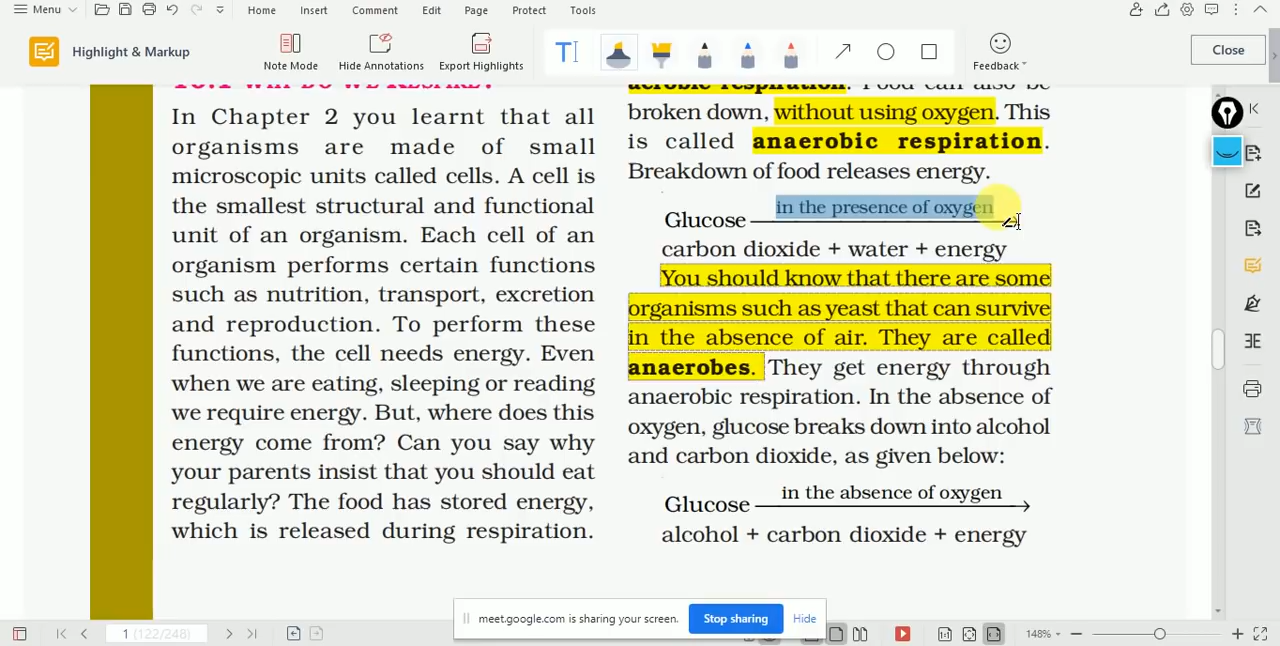 Menu
Home
Insert
Comment
Edit
Page
Protect
Tools
Highlight & Markup
Note Mode
Hide Annotations
Export Highlights
Feedback
Close
In Chapter 2 you learnt that all
organisms are made of small
microscopic units called cells. A cell is
the smallest structural and functional
unit of an organism. Each cell of an
organism performs certain functions
such as nutrition, transport, excretion
and reproduction. To perform these
functions, the cell needs energy. Even
when we are eating, sleeping or reading
we require energy. But, where does this
energy come from? Can you say why
your parents insist that you should eat
regularly? The food has stored energy,
which is released during respiration.
aerobic respiration. Food can also be
broken down, without using oxygen. This
is called anaerobic respiration.
Breakdown of food releases energy.
in the presence of oxygen
Glucose
carbon dioxide + water + energy
You should know that there are some
organisms such as yeast that can survive
in the absence of air. They are called
anaerobes. They get energy through
anaerobic respiration. In the absence of
oxygen, glucose breaks down into alcohol
and carbon dioxide, as given below:
in the absence of oxygen
Glucose
alcohol + carbon dioxide + energy
meet.google.com is sharing your screen.
Stop sharing
Hide
1 (122/248)
148%